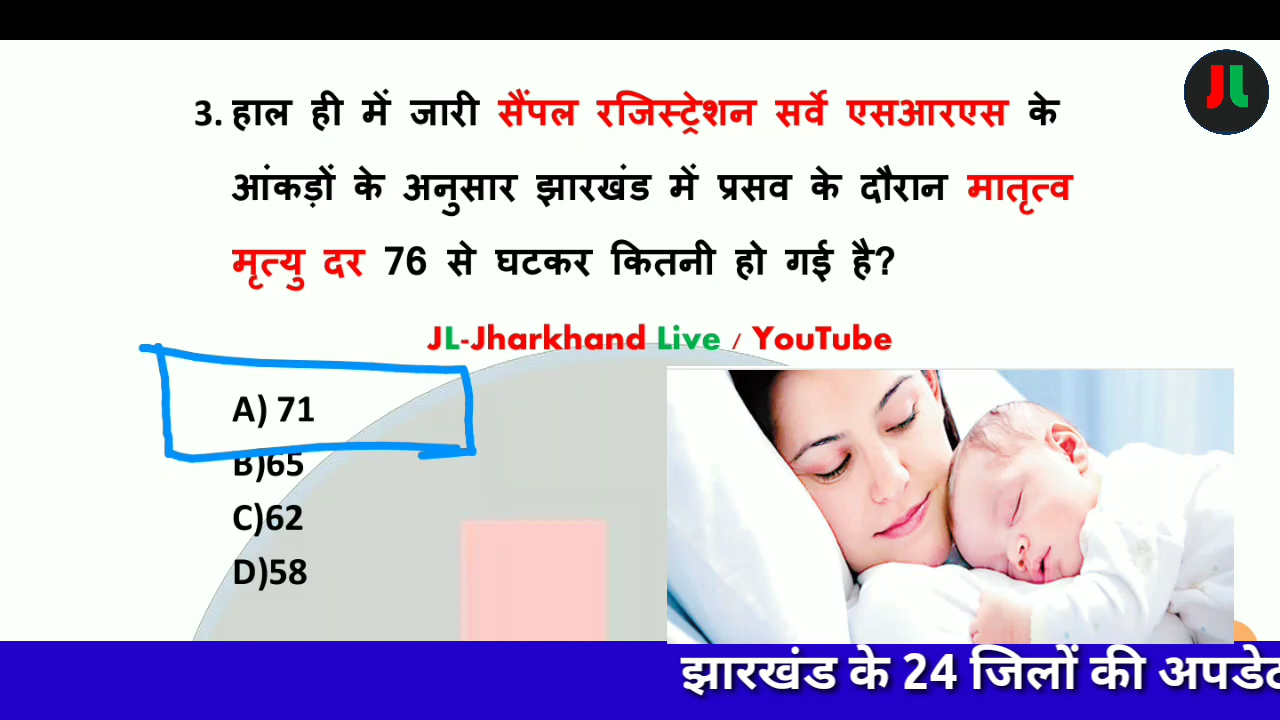 JL
3. हाल ही में जारी सैंपल रजिस्ट्रेशन सर्वे एसआरएस के
आंकड़ों के अनुसार झारखंड में प्रसव के दौरान मातृत्व
मृत्यु दर 76 से घटकर कितनी हो गई है?
JL-Jharkhand Live / YouTube
A) 71
B)65
C)62
D)58
झारखंड के 24 जिलों की अपडेट